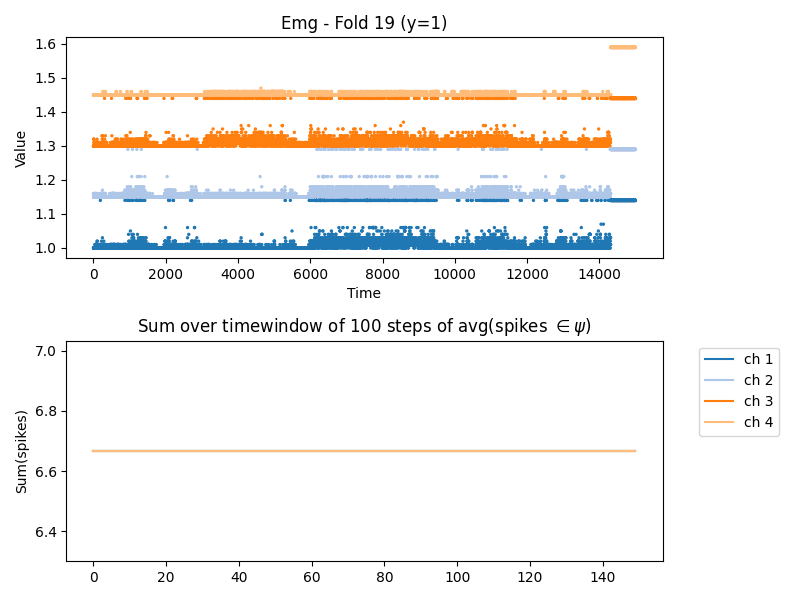 Emg - Fold 19 (y=1)
Value
1.6
1.5
1.4
1.3
1.2
1.1
1.0
0 2000 4000 6000 8000 10000 12000 14000
Time
Sum over timewindow of 100 steps of avg(spikes ∈ ψ)
Sum(spikes)
7.0
6.8
6.6
6.4
0 20 40 60 80 100 120 140
ch 1
ch 2
ch 3
ch 4